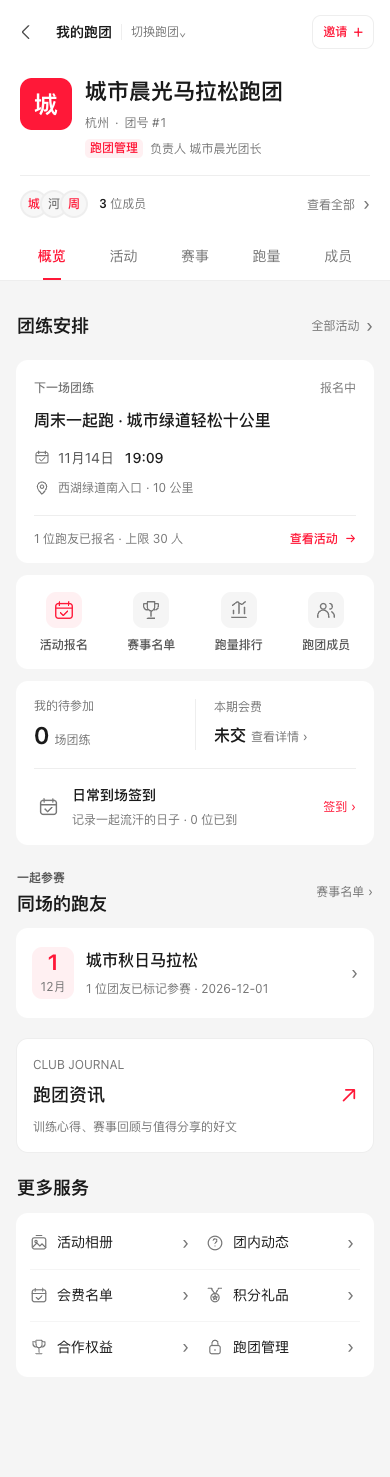 我的跑团 切换跑团 邀请 +
城 城市晨光马拉松跑团
杭州 · 团号 #1
跑团管理 负责人 城市晨光团长
城 河 周 3 位成员 查看全部 ›
概览 活动 赛事 跑量 成员
团练安排 全部活动 ›
下一场团练 报名中
周末一起跑 · 城市绿道轻松十公里
11月14日 19:09
西湖绿道南入口 · 10 公里
1 位跑友已报名 · 上限 30 人 查看活动 →
活动报名 赛事名单 跑量排行 跑团成员
我的待参加 本期会费
0 场团练 未交 查看详情 ›
日常到场签到
记录一起流汗的日子 · 0 位已到 签到 ›
一起参赛
同场的跑友 赛事名单 ›
1 城市秋日马拉松
12月 1 位团友已标记参赛 · 2026-12-01
CLUB JOURNAL
跑团资讯
训练心得、赛事回顾与值得分享的好文
更多服务
活动相册 › 团内动态 ›
会费名单 › 积分礼品 ›
合作权益 › 跑团管理 ›